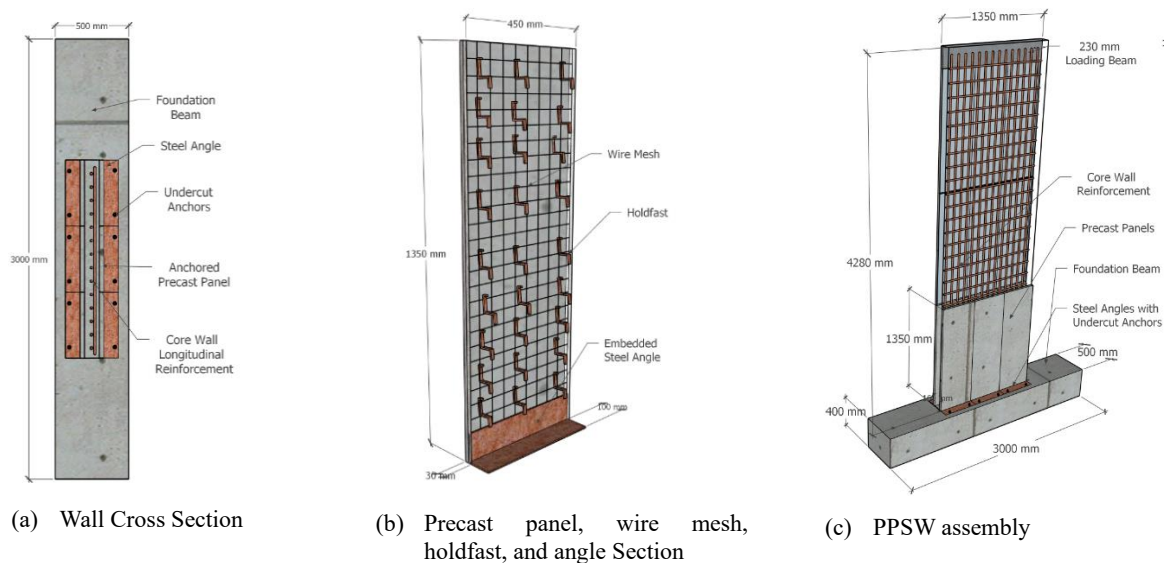 500 mm
Foundation
Beam
Steel Angle
Undercut
Anchors
3000 mm
Anchored
Precast Panel
Core Wall
Longitudinal
Reinforcement
(a) Wall Cross Section
450 mm
Wire Mesh
Holdfast
1350 mm
Embedded
Steel Angle
100 mm
30 mm
(b) Precast panel, wire mesh,
holdfast, and angle Section
1350 mm
230 mm
Loading Beam
Core Wall
Reinforcement
Precast Panels
4280 mm
Foundation Beam
Steel Angles with
Undercut Anchors
1350 mm
500 mm
400 mm
3000 mm
(c) PPSW assembly